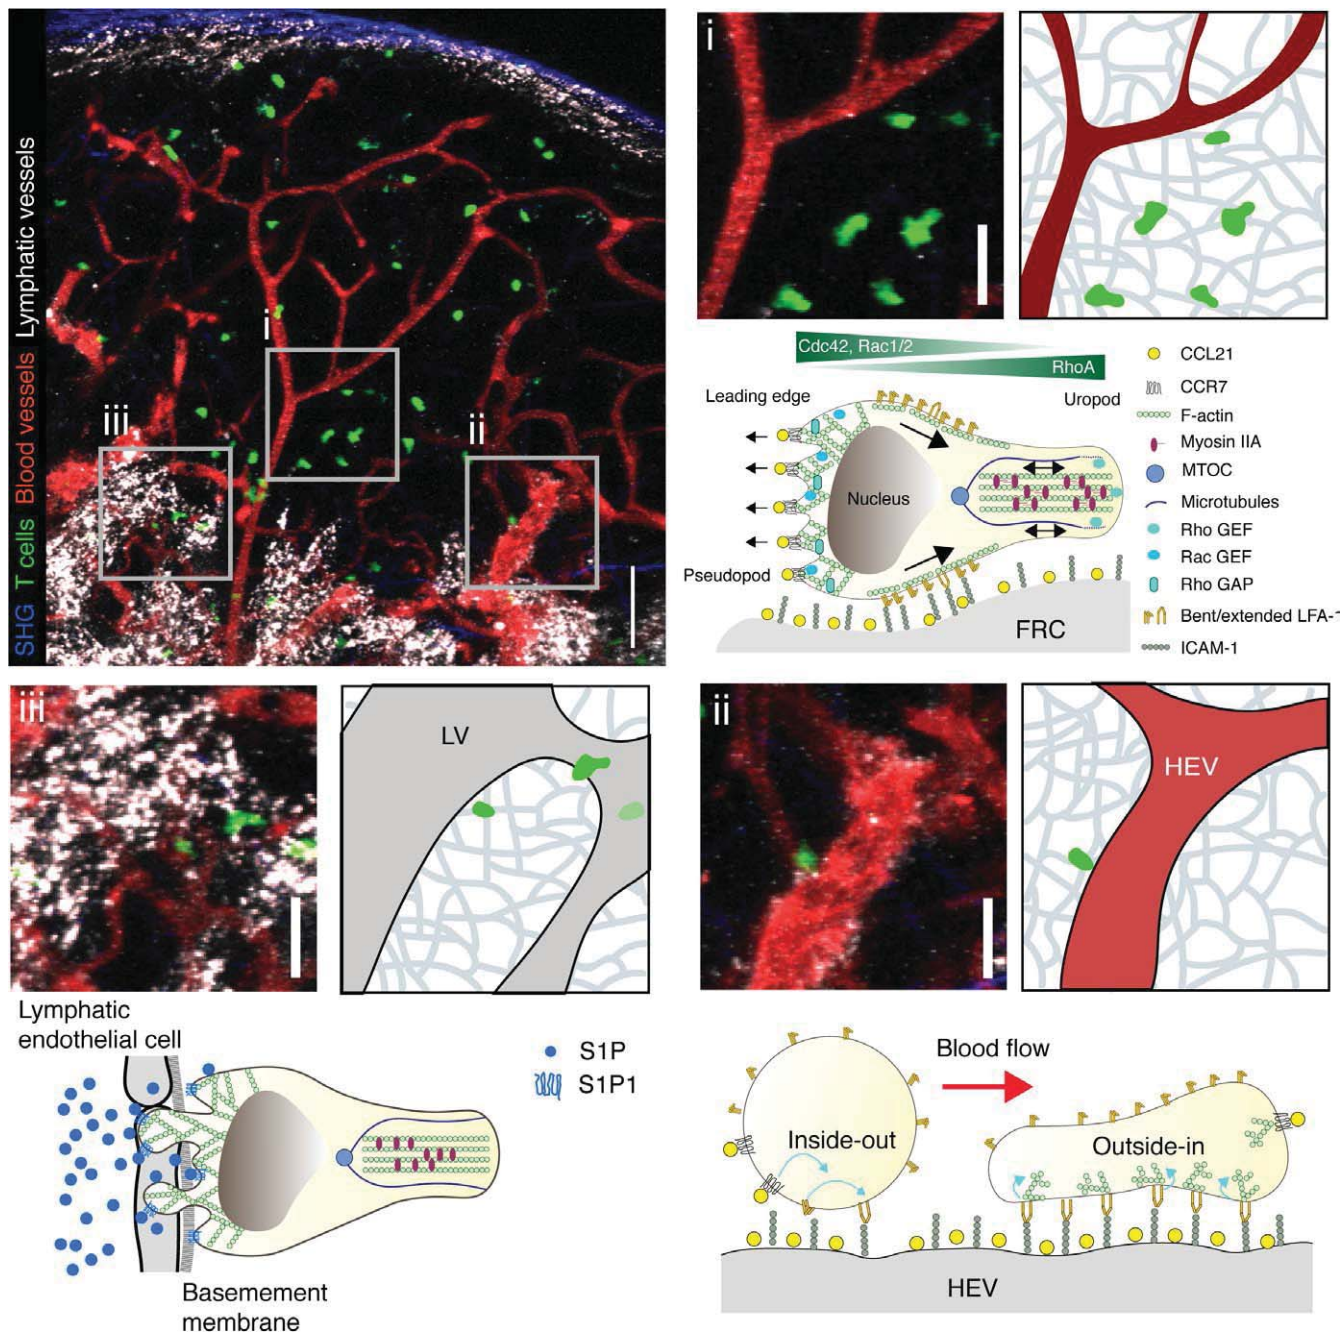 SHG T cells Blood vessels Lymphatic vessels
i
ii
iii
i
Cdc42, Rac1/2
RhoA
Leading edge
Uropod
Nucleus
Pseudopod
FRC
CCL21
CCR7
F-actin
Myosin IIA
MTOC
Microtubules
Rho GEF
Rac GEF
Rho GAP
Bent/extended LFA-1
ICAM-1
iii
LV
ii
HEV
Lymphatic
endothelial cell
S1P
S1P1
Basemement
membrane
Blood flow
Inside-out
Outside-in
HEV